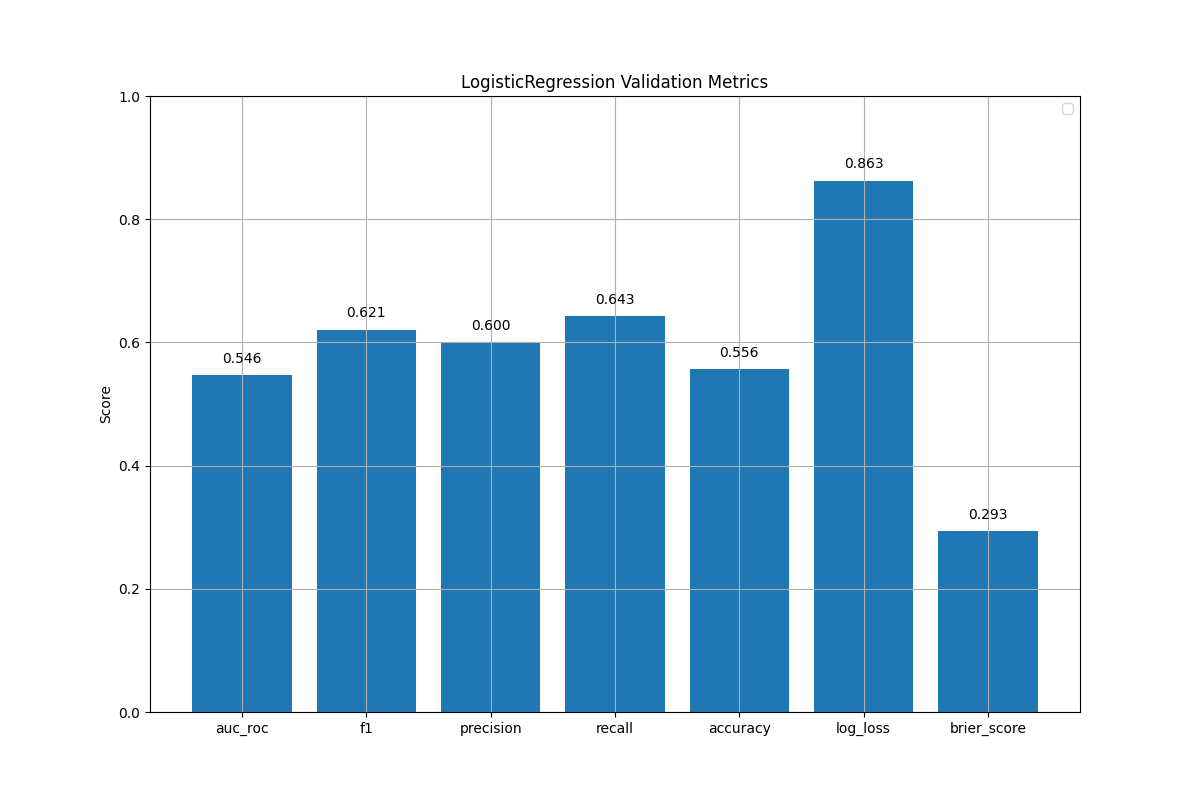 LogisticRegression Validation Metrics
1.0
0.8
0.6
0.4
0.2
0.0
Score
0.546
0.621
0.600
0.643
0.556
0.863
0.293
auc_roc
f1
precision
recall
accuracy
log_loss
brier_score